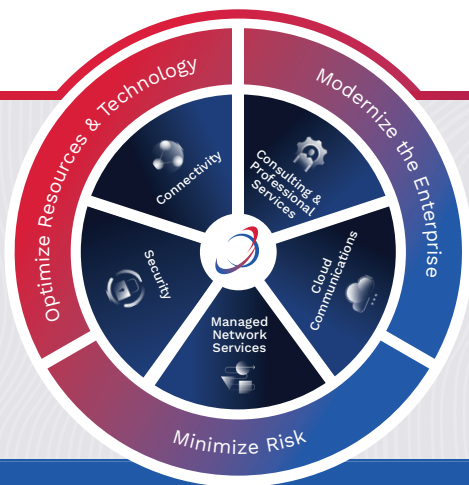 Optimize Resources & Technology
Modernize the Enterprise
Connectivity
Consulting &
Professional
Services
Security
Cloud
Communications
Managed
Network
Services
Minimize Risk